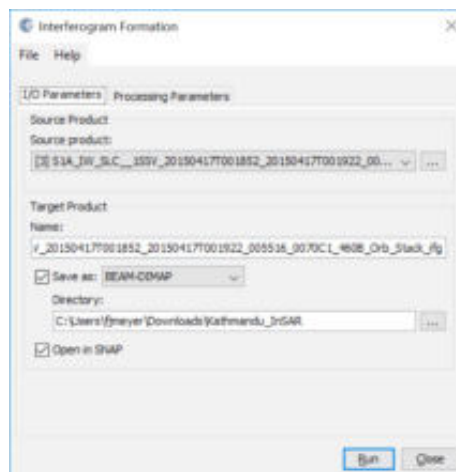 Interferogram Formation
File Help
I/O Parameters Processing Parameters
Source Product
Source product:
[3] S1A_IW_SLC__1SSV_20150417T001852_20150417T001922_00...
Target Product
Name:
V_20150417T001852_20150417T001922_005516_0070C1_460B_Orb_Stack_ifg
Save as: BEAM-DIMAP
Directory:
C:\Users\fjmeyer\Downloads\Kathmandu_InSAR
Open in SNAP
Run Close